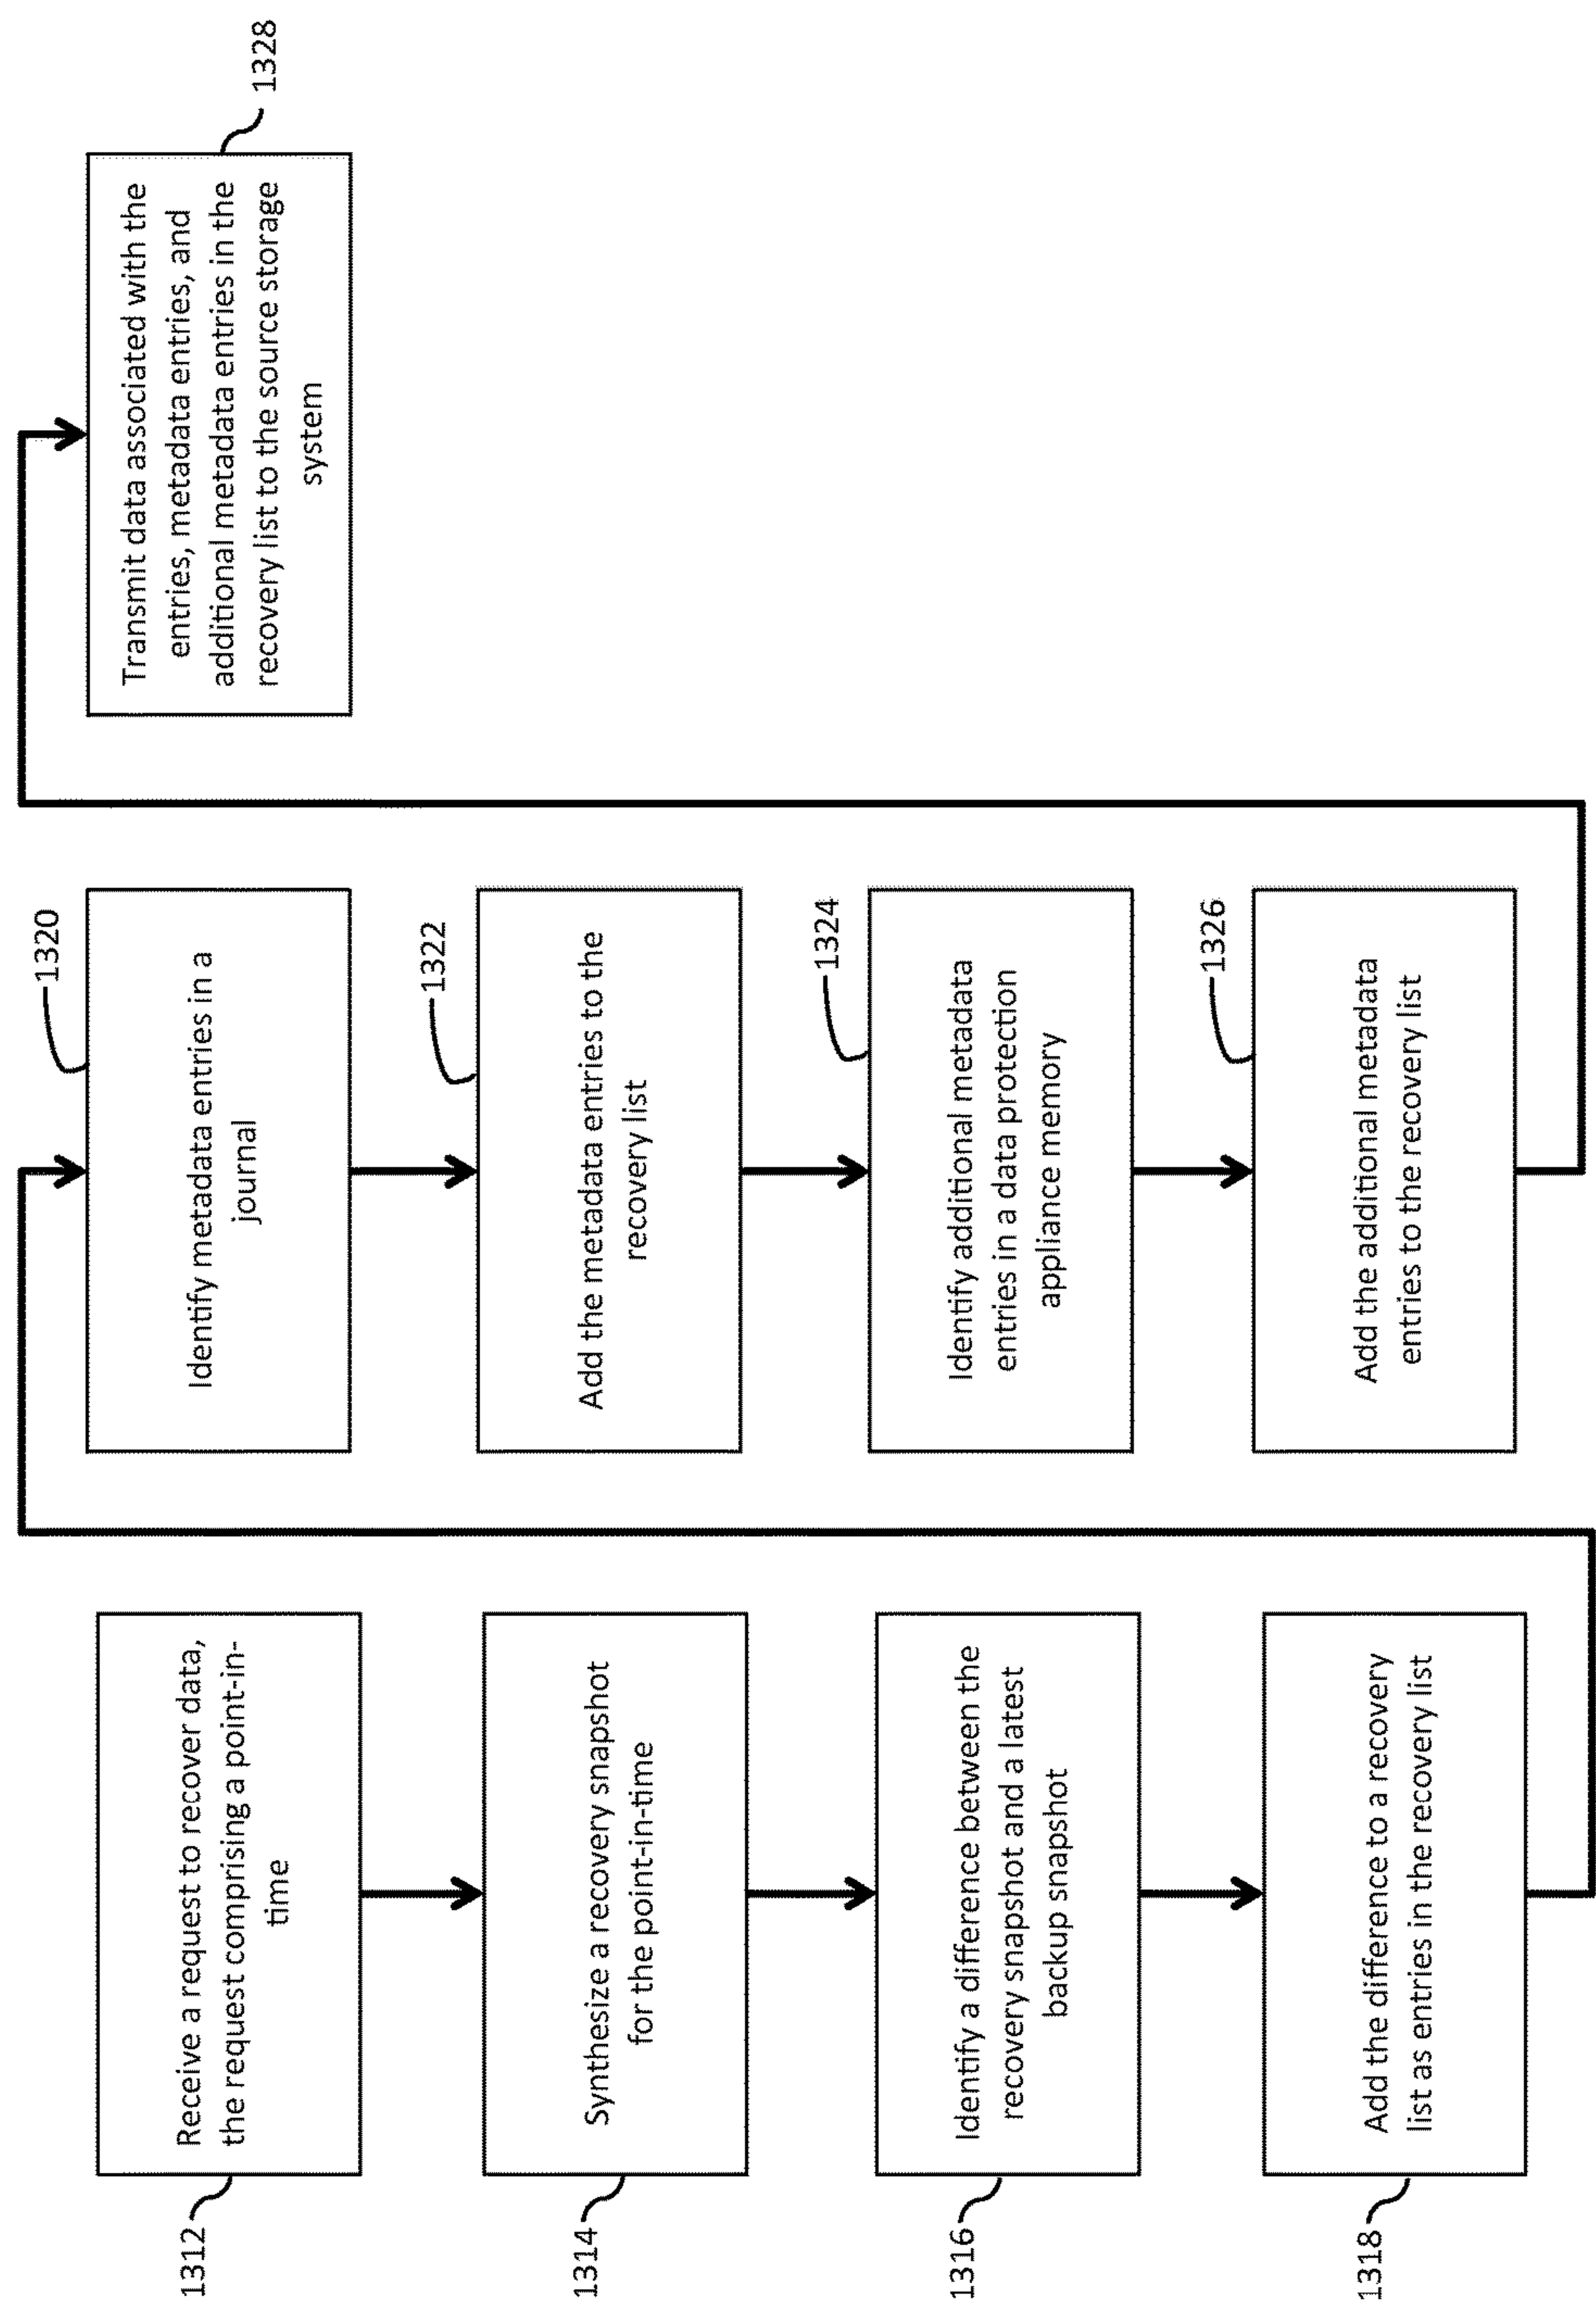 1312
Receive a request to recover data,
the request comprising a point-in-
time
1314
Synthesize a recovery snapshot
for the point-in-time
1316
Identify a difference between the
recovery snapshot and a latest
backup snapshot
1318
Add the difference to a recovery
list as entries in the recovery list
1320
Identify metadata entries in a
journal
1322
Add the metadata entries to the
recovery list
1324
Identify additional metadata
entries in a data protection
appliance memory
1326
Add the additional metadata
entries to the recovery list
1328
Transmit data associated with the
entries, metadata entries, and
additional metadata entries in the
recovery list to the source storage
system